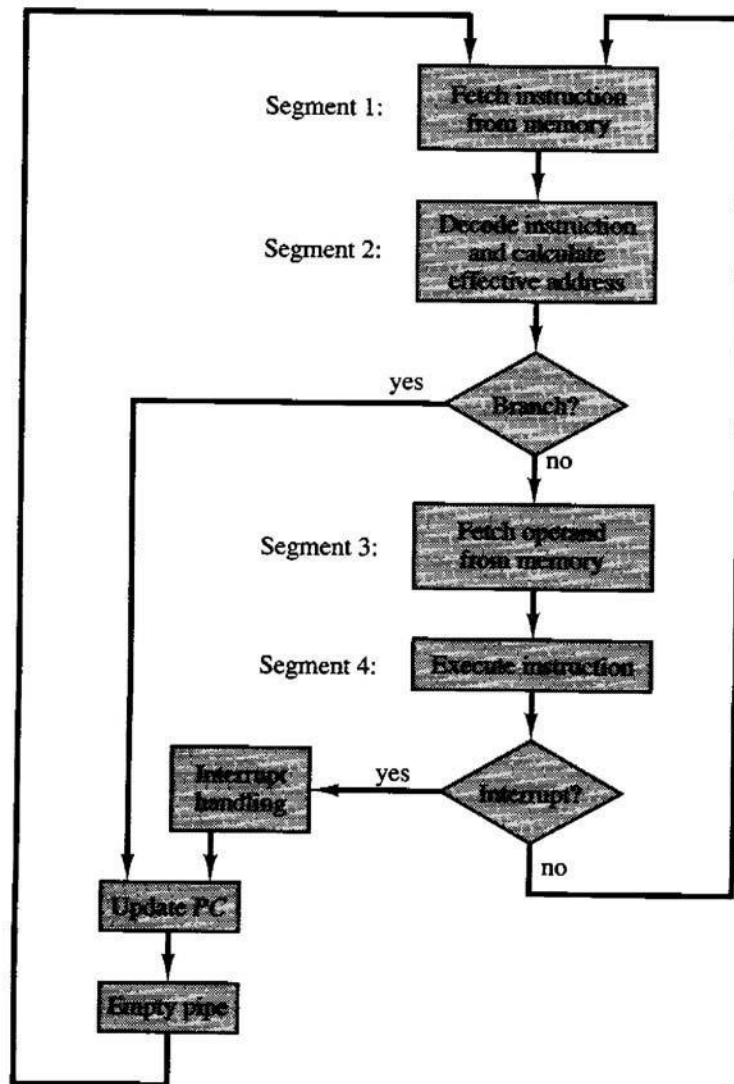 Segment 1:
Fetch instruction
from memory
Segment 2:
Decode instruction
and calculate
effective address
yes
Branch?
no
Segment 3:
Fetch operand
from memory
Segment 4:
Execute instruction
Interrupt
handling
yes
Interrupt?
no
Update PC
Empty pipe